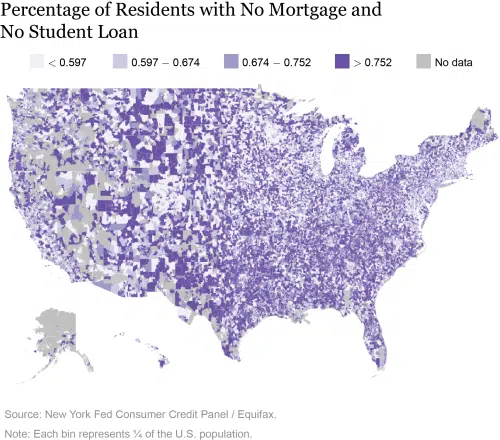 Percentage of Residents with No Mortgage and
No Student Loan
< 0.597 0.597 – 0.674 0.674 – 0.752 > 0.752 No data
Source: New York Fed Consumer Credit Panel / Equifax.
Note: Each bin represents ¼ of the U.S. population.